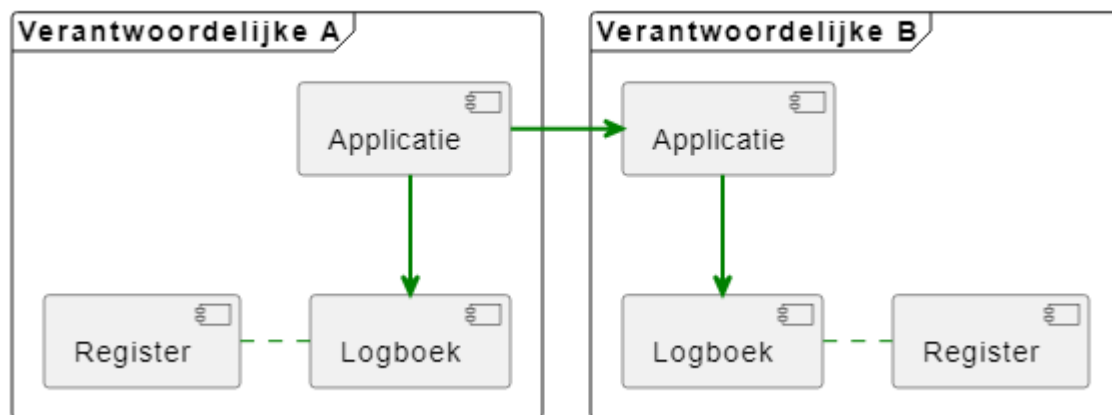 Verantwoordelijke A
Verantwoordelijke B
Applicatie
Applicatie
Register
Logboek
Logboek
Register